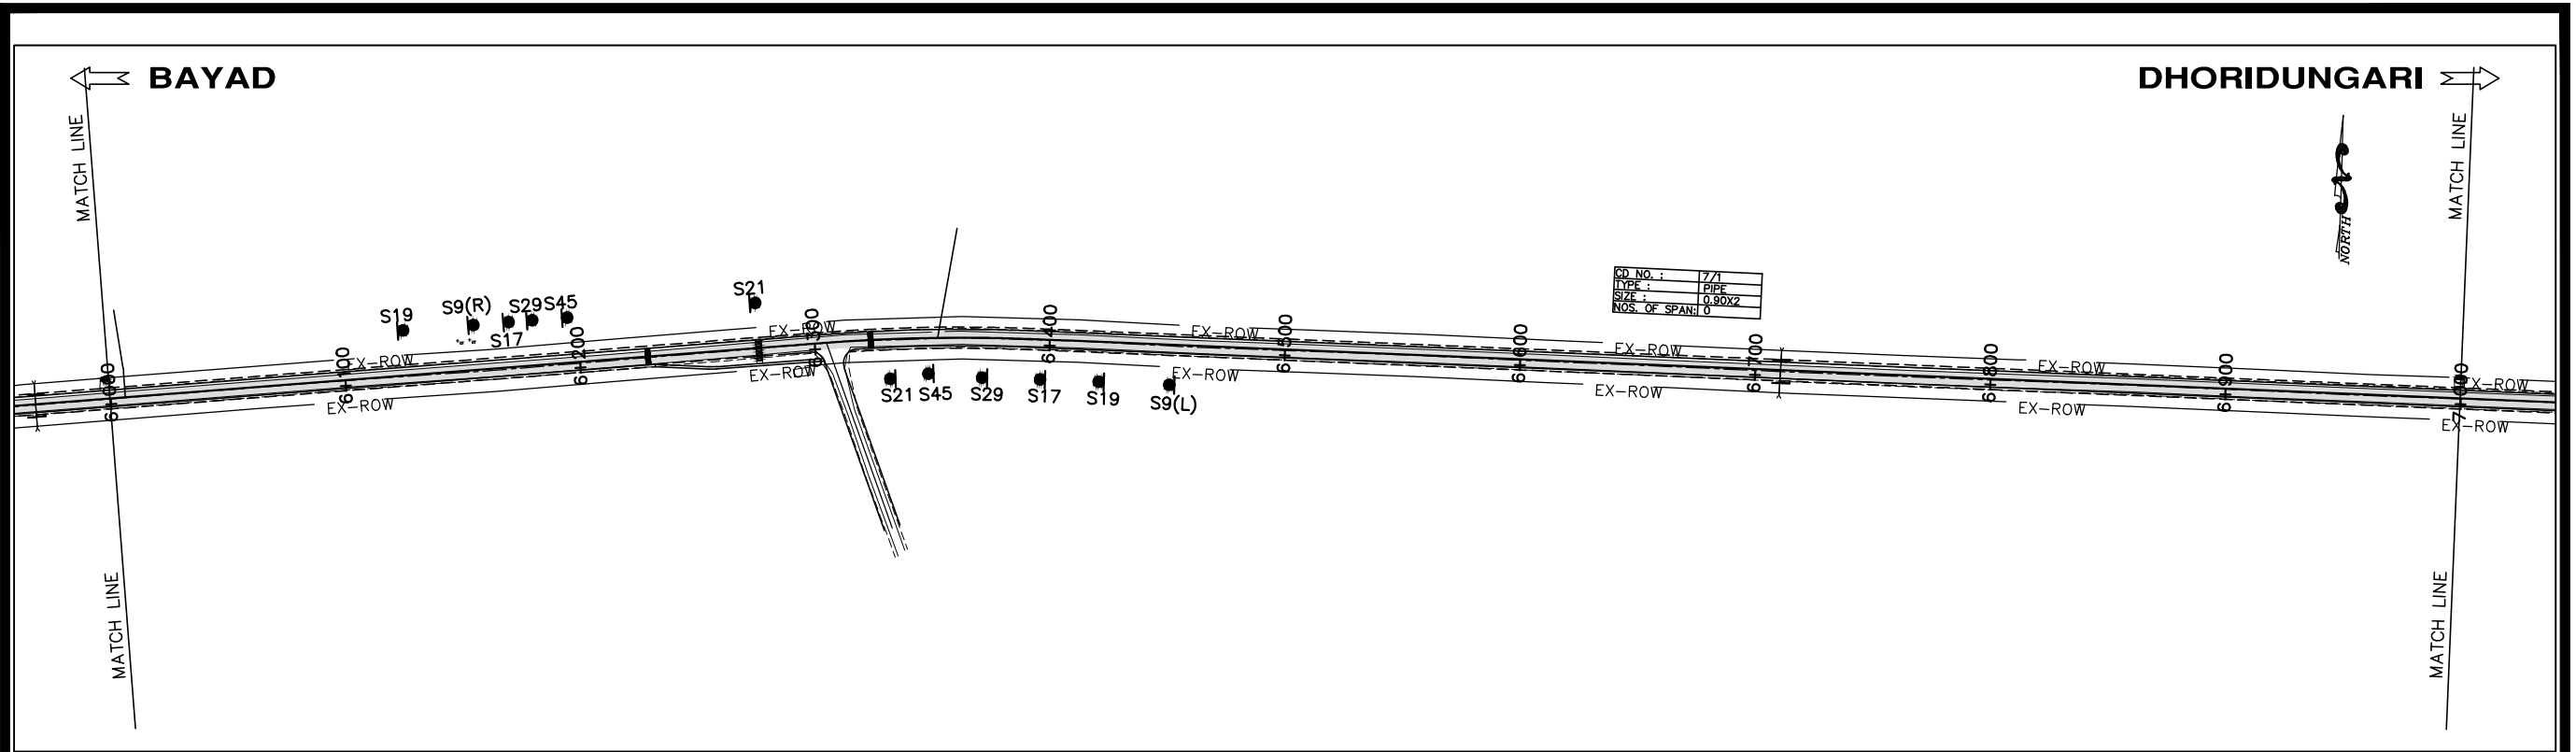 BAYAD
DHORIDUNGARI
MATCH LINE
MATCH LINE
NORTH
CD NO. : 7/1
TYPE : PIPE
SIZE : 0.90X2
NOS. OF SPAN: 0
S19
S9(R)
S17
S29
S45
S21
EX-ROW
EX-ROW
EX-ROW
EX-ROW
EX-ROW
EX-ROW
6+000
6+100
6+200
6+300
6+400
6+500
6+600
6+700
6+800
6+900
7+000
EX-ROW
EX-ROW
EX-ROW
EX-ROW
EX-ROW
EX-ROW
S21
S45
S29
S17
S19
S9(L)
MATCH LINE
MATCH LINE